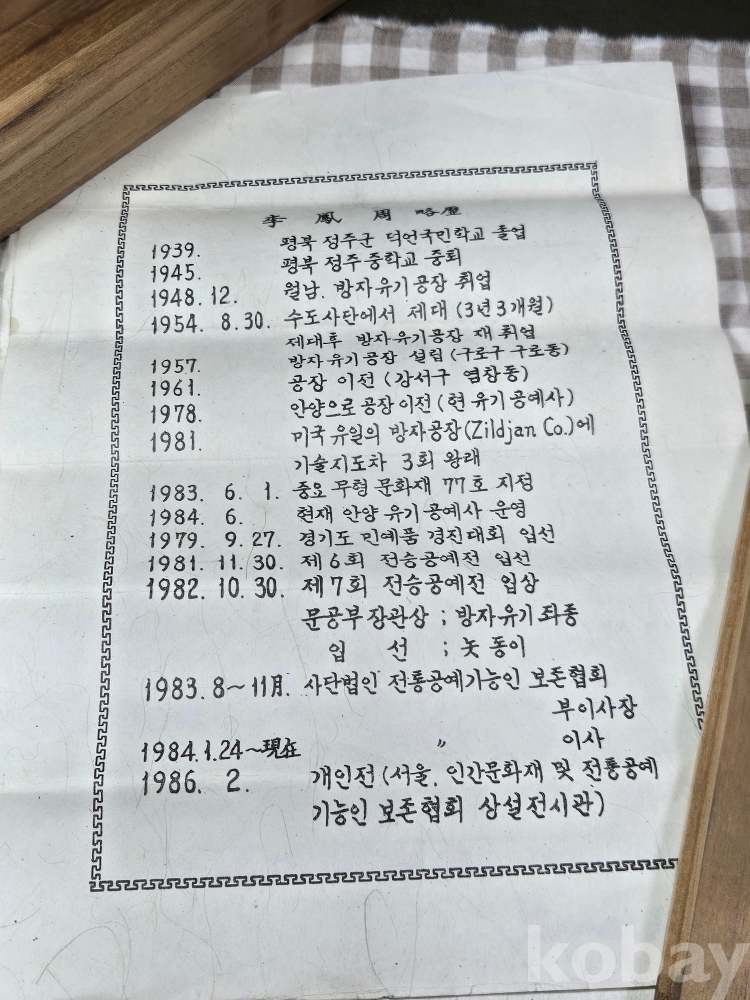 李鳳周 略歷
1939. 평북 정주군 덕언국민학교 졸업
1945. 평북 정주 중학교 중퇴
1948. 12. 월남. 방자유기공장 취업
1954. 8. 30. 수도사단에서 제대 (3년3개월)
제대후 방자유기공장 재취업
1957. 방자유기공장 설립 (구로구 구로동)
1961. 공장 이전 (강서구 염창동)
1978. 안양으로 공장이전 (현 유기공예사)
1981. 미국 유일의 방자공장(Zildjan Co.)에
기술지도차 3회 왕래
1983. 6. 1. 중요 무형 문화재 77호 지정
1984. 6. 현재 안양 유기공예사 운영
1979. 9. 27. 경기도 민예품 경진대회 입선
1981. 11. 30. 제6회 전승공예전 입선
1982. 10. 30. 제7회 전승공예전 입상
문공부장관상 ; 방자유기좌종
입 선 ; 놋동이
1983. 8~11月. 사단법인 전통공예기능인 보존협회
부이사장
1984. 1. 24~現在 〃 이사
1986. 2. 개인전 (서울. 인간문화재 및 전통공예
기능인 보존협회 상설전시관)
kobay